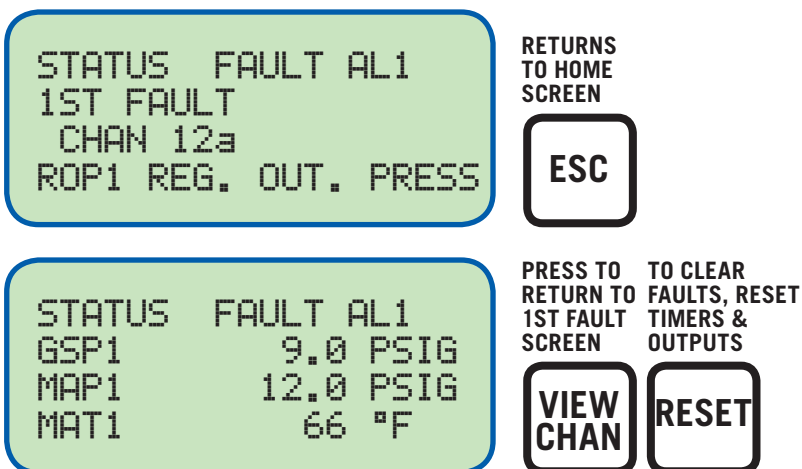 STATUS  FAULT AL1
1ST FAULT
CHAN 12a
ROP1 REG. OUT. PRESS
RETURNS
TO HOME
SCREEN
ESC
STATUS  FAULT AL1
GSP1 9.0 PSIG
MAP1 12.0 PSIG
MAT1 66 °F
PRESS TO
RETURN TO
1ST FAULT
SCREEN
VIEW
CHAN
TO CLEAR
FAULTS, RESET
TIMERS &
OUTPUTS
RESET